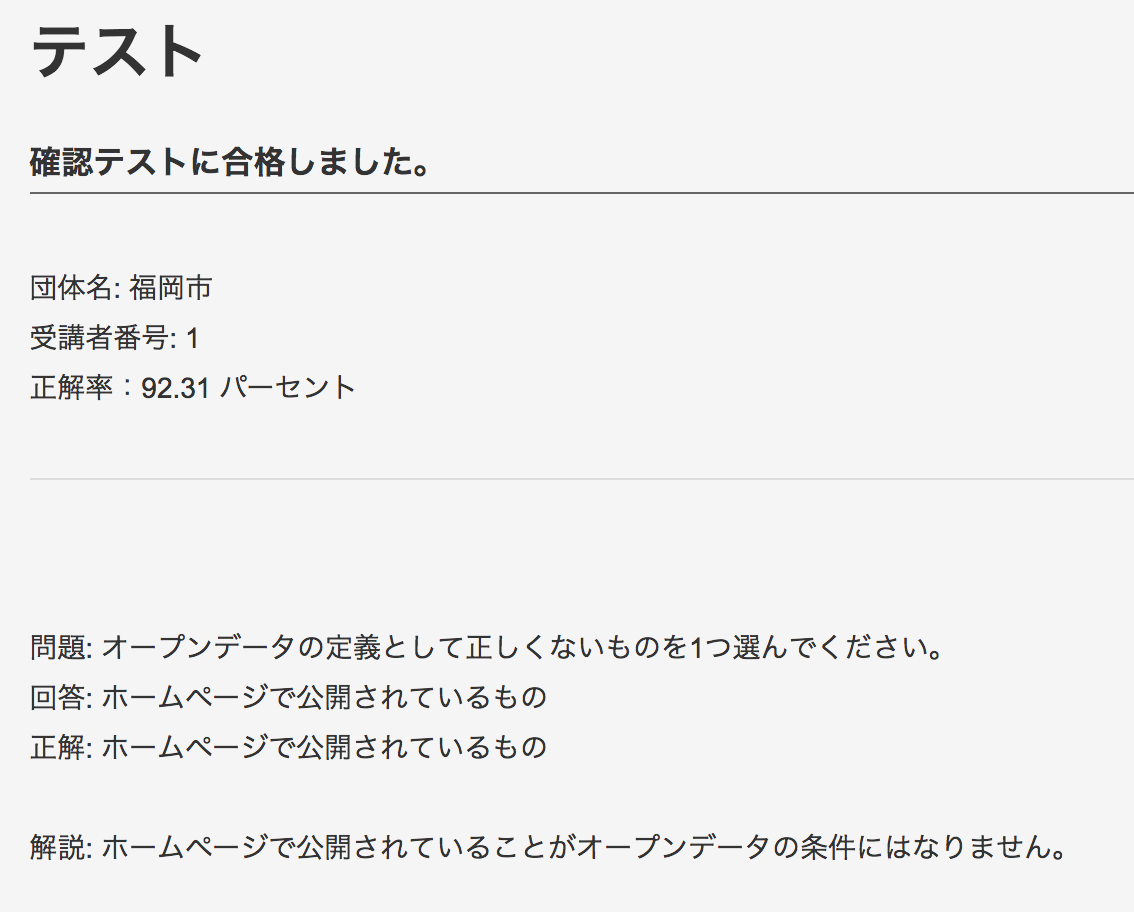 テスト
確認テストに合格しました。
団体名: 福岡市
受講者番号: 1
正解率：92.31 パーセント
問題: オープンデータの定義として正しくないものを1つ選んでください。
回答: ホームページで公開されているもの
正解: ホームページで公開されているもの
解説: ホームページで公開されていることがオープンデータの条件にはなりません。